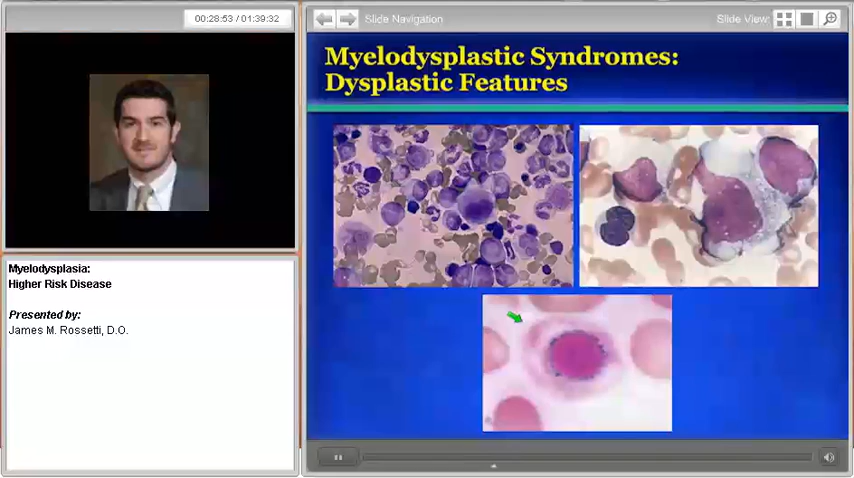 00:28:53 / 01:39:32
Slide Navigation
Slide View:
Myelodysplastic Syndromes:
Dysplastic Features
Myelodysplasia:
Higher Risk Disease
Presented by:
James M. Rossetti, D.O.